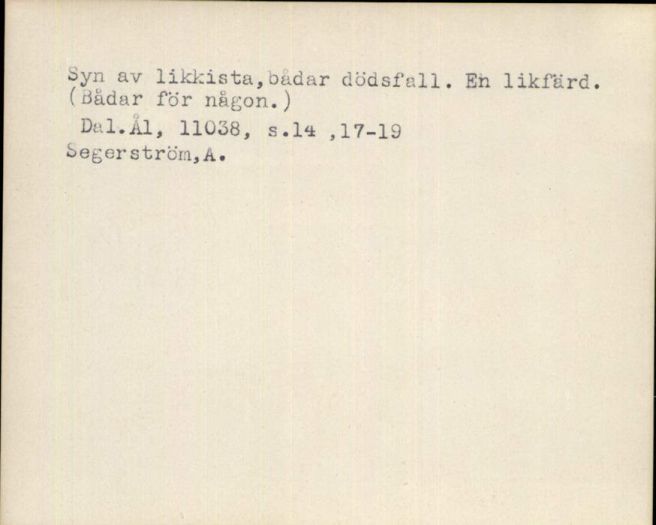 Syn av likkista,bådar dödsfall. En likfärd.
(Bådar för någon.)
Dal.Ål, 11038, s.14 ,17-19
Segerström,A.